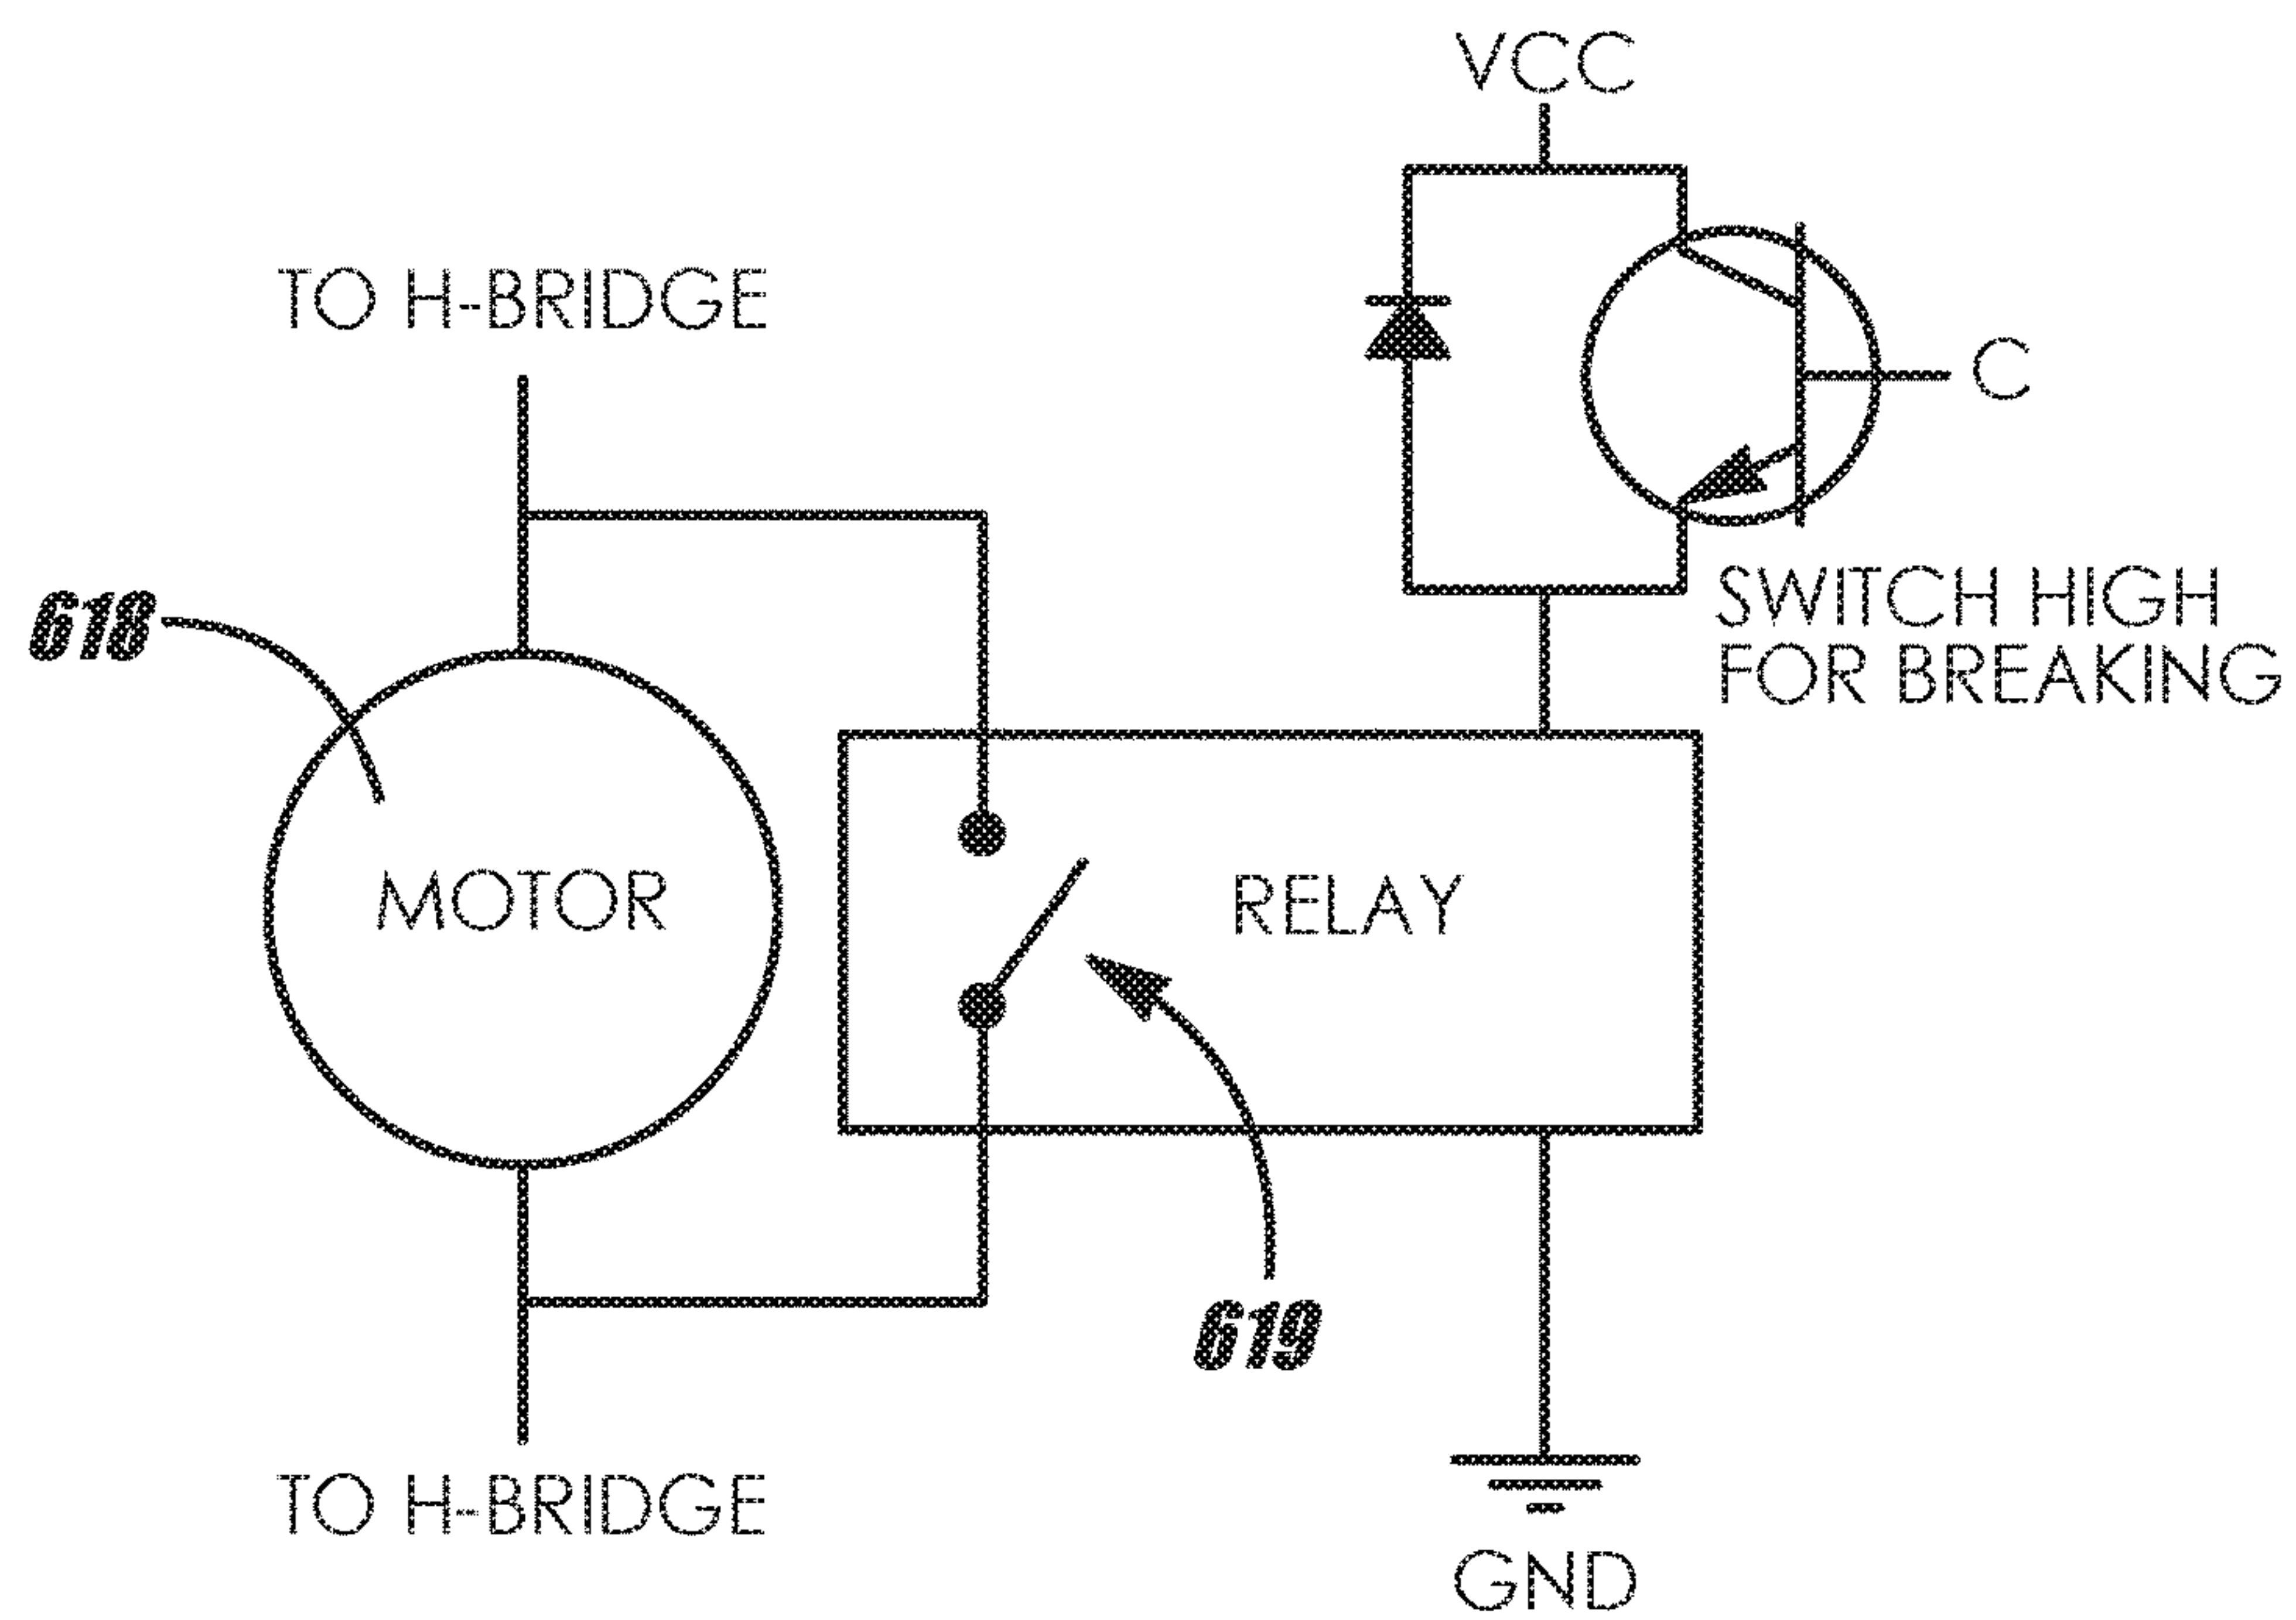 VCC
TO H-BRIDGE
C
618
SWITCH HIGH
FOR BREAKING
MOTOR
RELAY
619
TO H-BRIDGE
GND